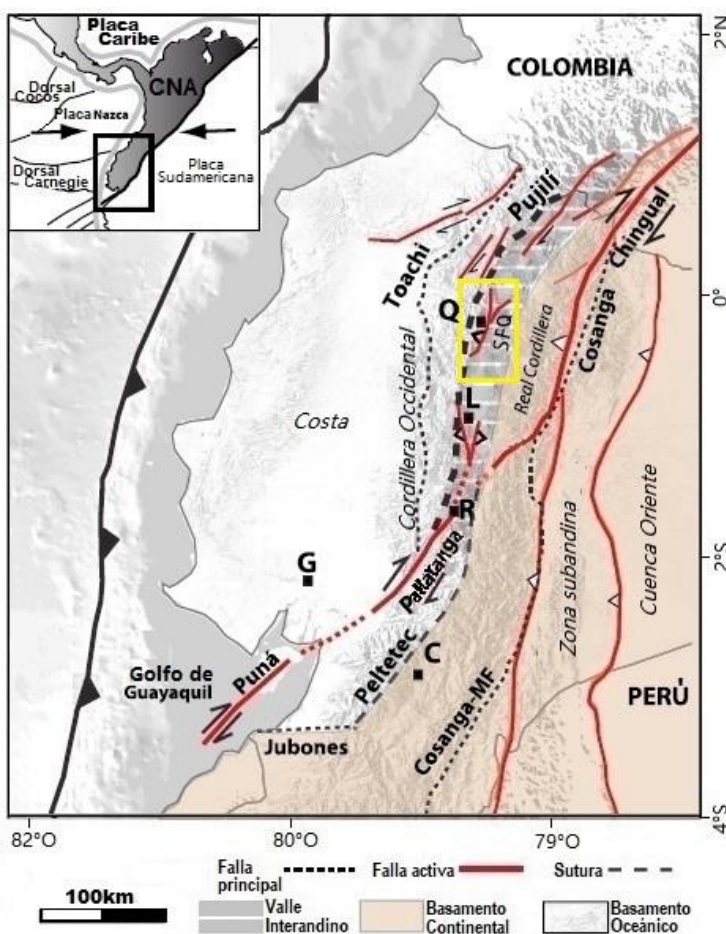 Placa
Caribe
Dorsal
Cocos
CNA
Placa Nazca
Dorsal
Carnegie
Placa
Sudamericana
2°N
COLOMBIA
Pujilí
Chingual
Toachi
0°
Q
SFQ
Real Cordillera
Cosanga
Costa
Cordillera Occidental
L
R
2°S
G
Pallatanga
Zona subandina
Cuenca Oriente
Golfo de
Guayaquil
Puná
Peltetec
C
Cosanga-MF
PERÚ
Jubones
4°S
82°O
80°O
79°O
Falla
principal
Falla activa
Sutura
100km
Valle
Interandino
Basamento
Continental
Basamento
Oceánico